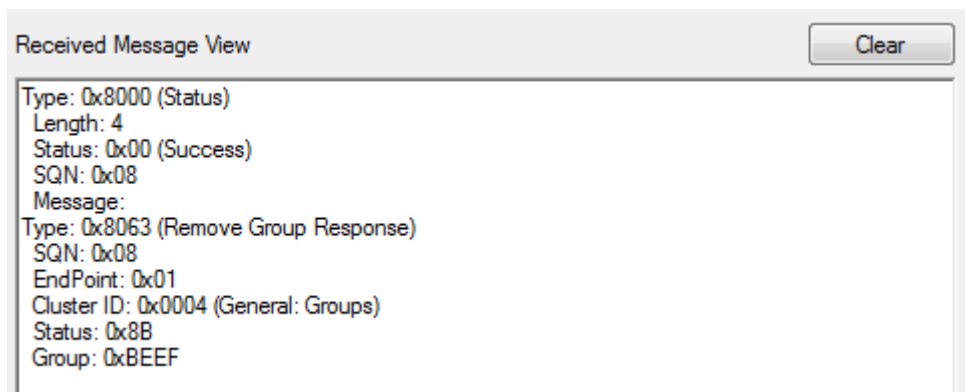 Received Message View
Clear
Type: 0x8000 (Status)
Length: 4
Status: 0x00 (Success)
SQN: 0x08
Message:
Type: 0x8063 (Remove Group Response)
SQN: 0x08
EndPoint: 0x01
Cluster ID: 0x0004 (General: Groups)
Status: 0x8B
Group: 0xBEEF